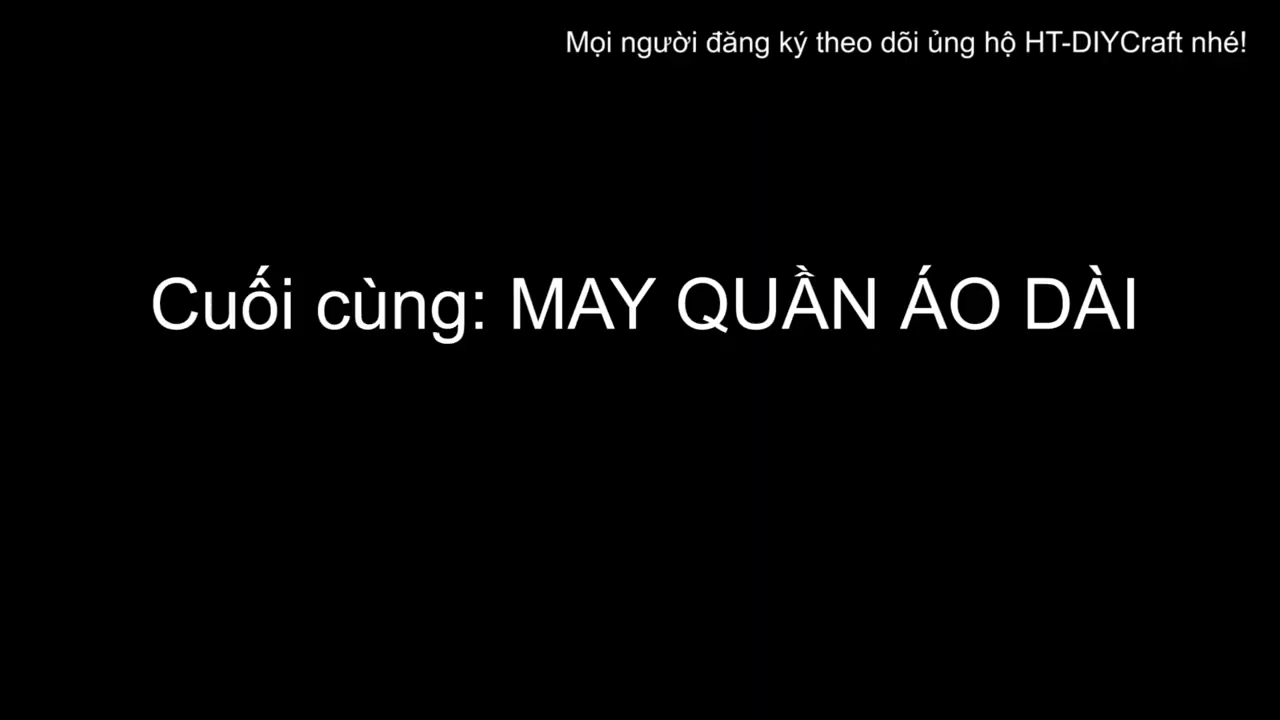 Mọi người đăng ký theo dõi ủng hộ HT-DIYCraft nhé!
Cuối cùng: MAY QUẦN ÁO DÀI